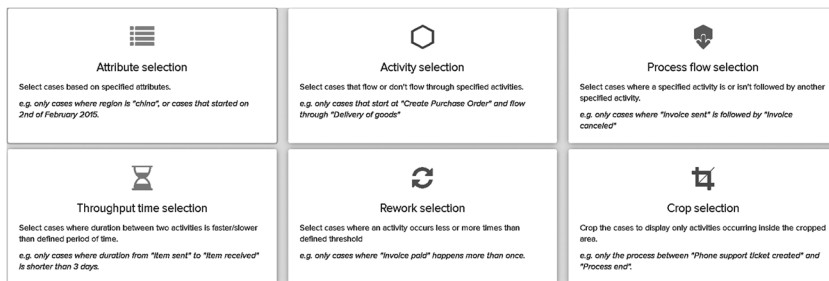 Attribute selection
Select cases based on specified attributes.
e.g. only cases where region is "china", or cases that started on
2nd of February 2015.
Activity selection
Select cases that flow or don't flow through specified activities.
e.g. only cases that start at "Create Purchase Order" and flow
through "Delivery of goods"
Process flow selection
Select cases where a specified activity is or isn't followed by another
specified activity.
e.g. only cases where "Invoice sent" is followed by "Invoice
canceled"
Throughput time selection
Select cases where duration between two activities is faster/slower
than defined period of time.
e.g. only cases where duration from "Item sent" to "Item received"
is shorter than 3 days.
Rework selection
Select cases where an activity occurs less or more times than
defined threshold
e.g. only cases where "Invoice paid" happens more than once.
Crop selection
Crop the cases to display only activities occurring inside the cropped
area.
e.g. only the process between "Phone support ticket created" and
"Process end".